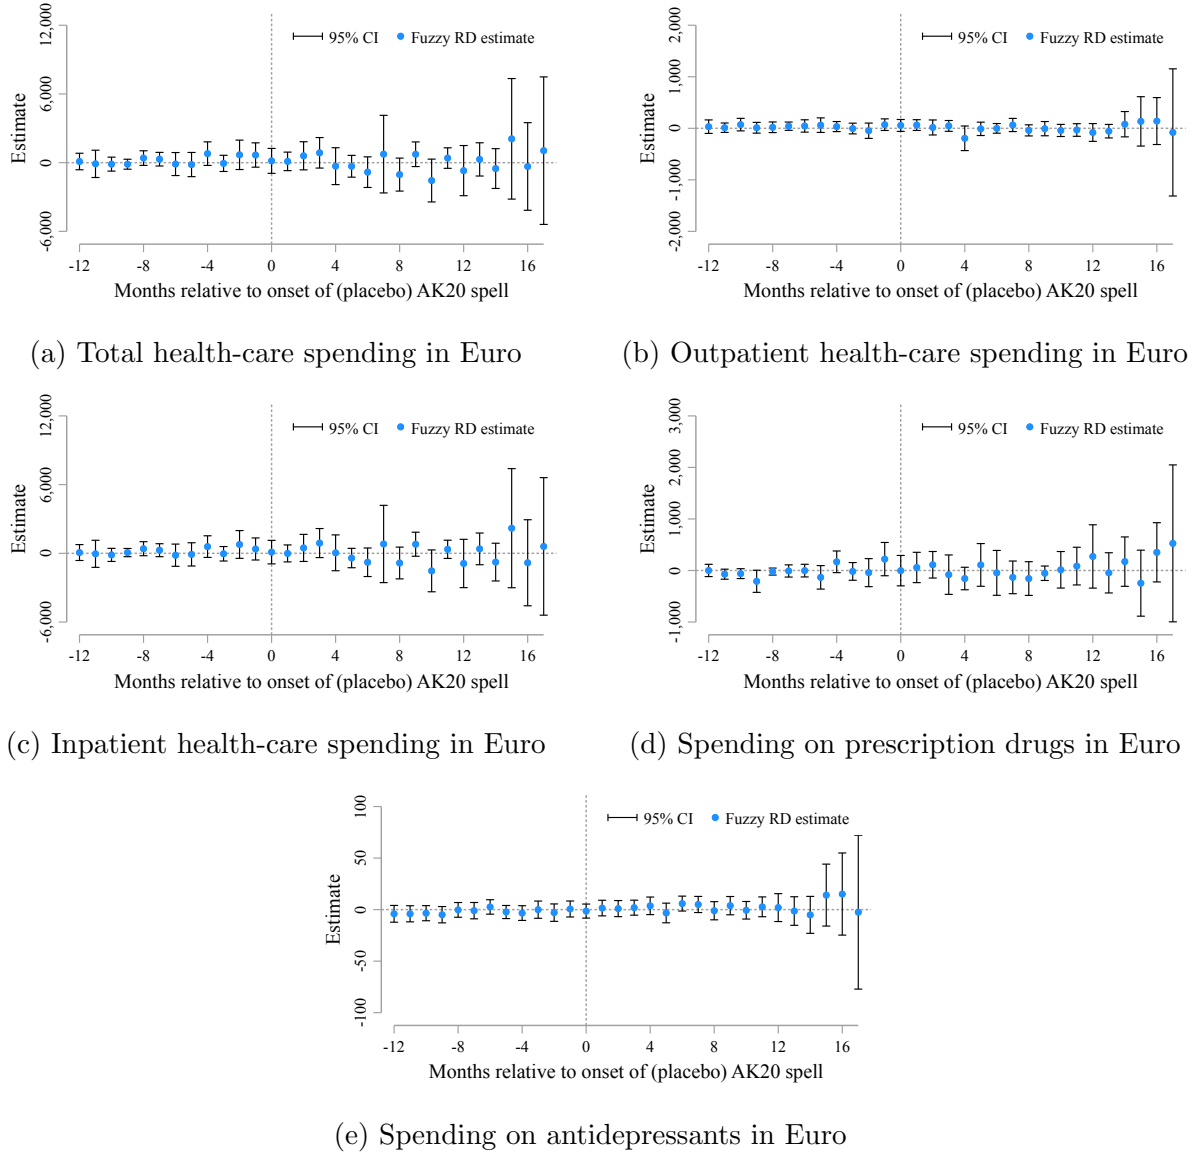 12,000
6,000
0
-6,000
Estimate
95% CI Fuzzy RD estimate
-12 -8 -4 0 4 8 12 16
Months relative to onset of (placebo) AK20 spell
(a) Total health-care spending in Euro
2,000
1,000
0
-1,000
-2,000
Estimate
95% CI Fuzzy RD estimate
-12 -8 -4 0 4 8 12 16
Months relative to onset of (placebo) AK20 spell
(b) Outpatient health-care spending in Euro
12,000
6,000
0
-6,000
Estimate
95% CI Fuzzy RD estimate
-12 -8 -4 0 4 8 12 16
Months relative to onset of (placebo) AK20 spell
(c) Inpatient health-care spending in Euro
3,000
2,000
1,000
0
-1,000
Estimate
95% CI Fuzzy RD estimate
-12 -8 -4 0 4 8 12 16
Months relative to onset of (placebo) AK20 spell
(d) Spending on prescription drugs in Euro
100
50
0
-50
-100
Estimate
95% CI Fuzzy RD estimate
-12 -8 -4 0 4 8 12 16
Months relative to onset of (placebo) AK20 spell
(e) Spending on antidepressants in Euro